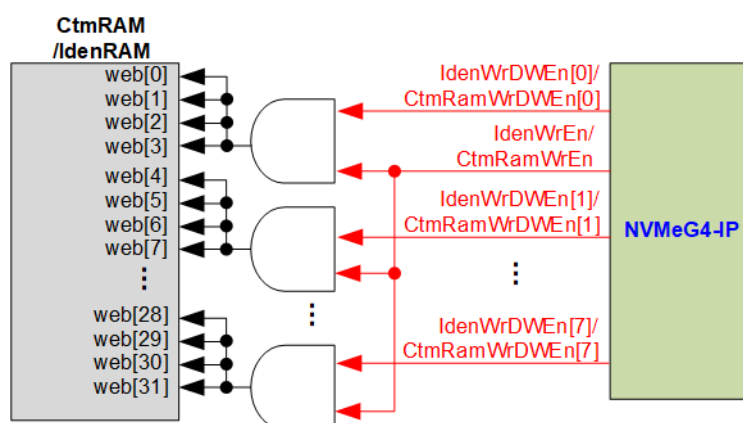 CtmRAM
/IdenRAM
web[0]
web[1]
web[2]
web[3]
web[4]
web[5]
web[6]
web[7]
⋮
web[28]
web[29]
web[30]
web[31]
⋮
IdenWrDWEn[0]/
CtmRamWrDWEn[0]
IdenWrEn/
CtmRamWrEn
IdenWrDWEn[1]/
CtmRamWrDWEn[1]
⋮
IdenWrDWEn[7]/
CtmRamWrDWEn[7]
NVMeG4-IP